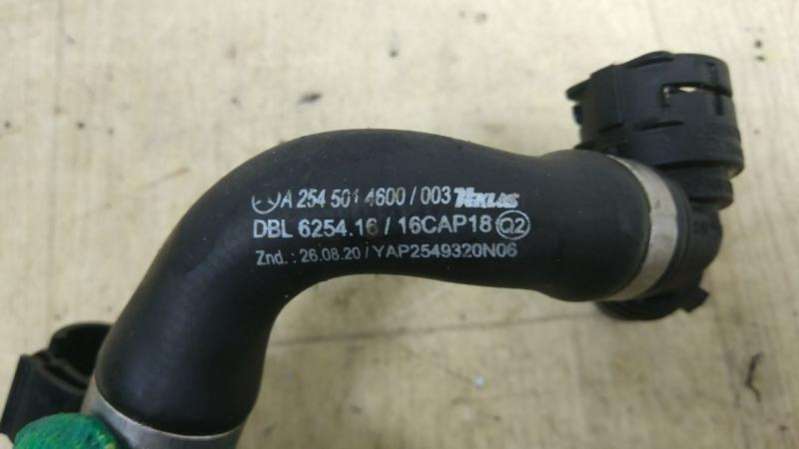 A 254 501 4600 / 003 TEKLAS
DBL 6254.16 / 16CAP18 Q2
Znd. : 26.08.20 / YAP2549320N06